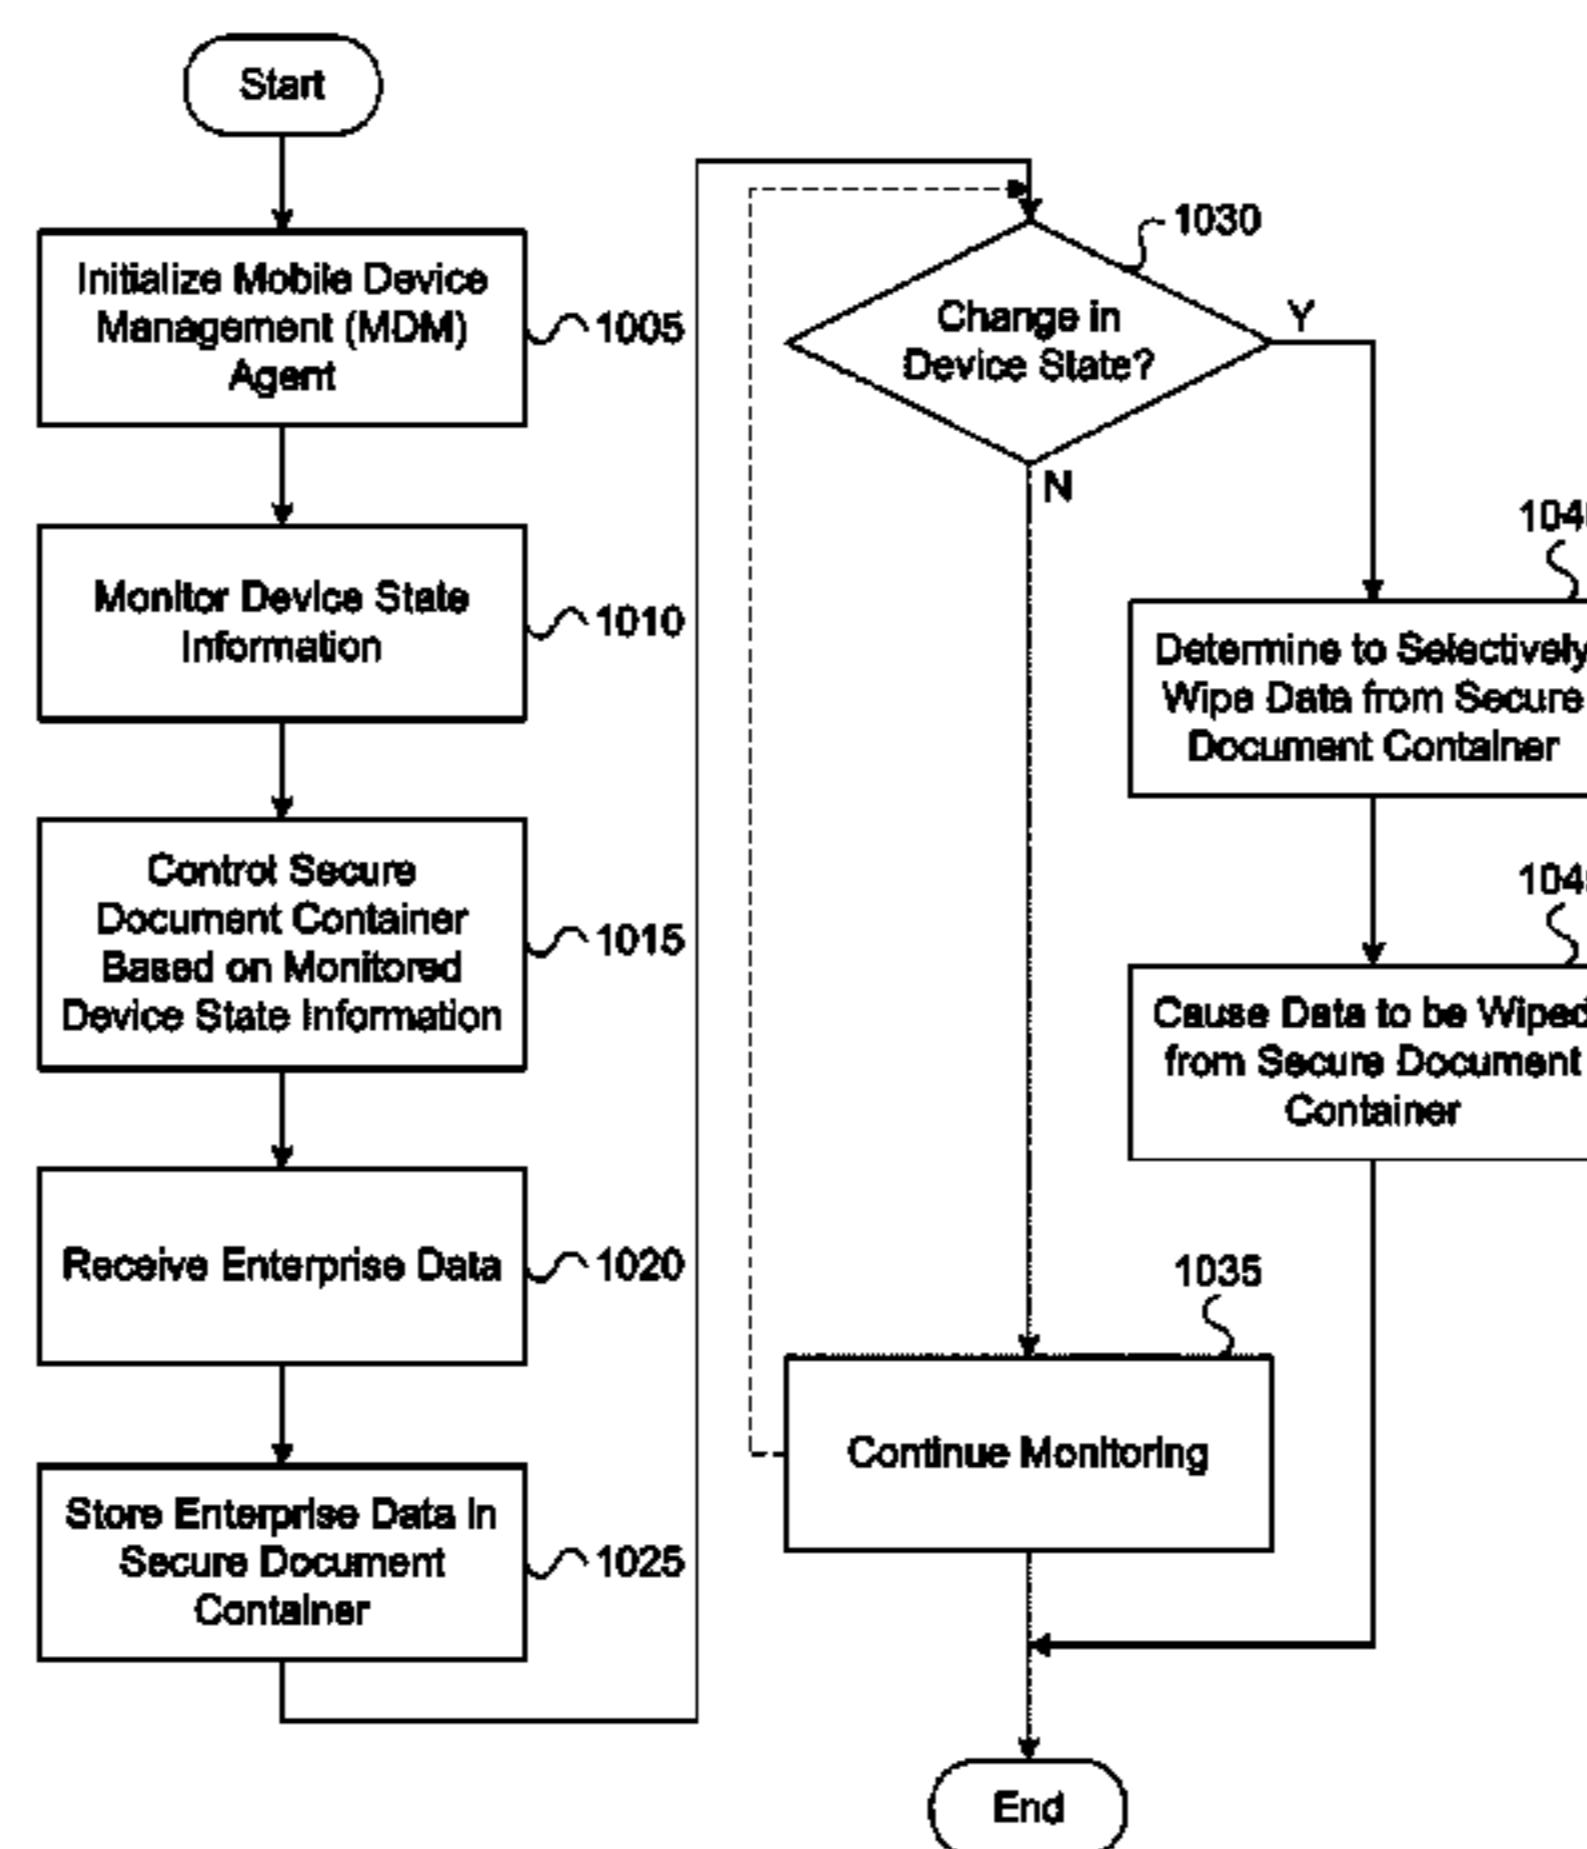 Start
Initialize Mobile Device
Management (MDM)
Agent
1005
Monitor Device State
Information
1010
Control Secure
Document Container
Based on Monitored
Device State Information
1015
Receive Enterprise Data
1020
Store Enterprise Data in
Secure Document
Container
1025
1030
Change in
Device State?
Y
N
Determine to Selectively
Wipe Data from Secure
Document Container
Cause Data to be Wiped
from Secure Document
Container
1035
Continue Monitoring
End